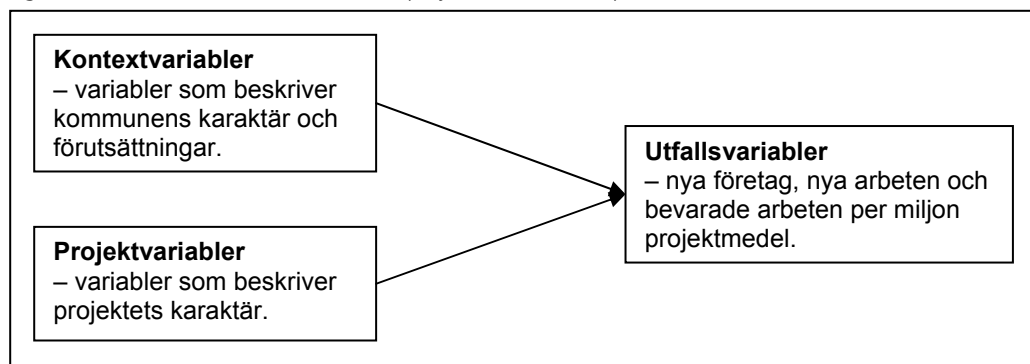 Kontextvariabler
– variabler som beskriver
kommunens karaktär och
förutsättningar.
Projektvariabler
– variabler som beskriver
projektets karaktär.
Utfallsvariabler
– nya företag, nya arbeten och
bevarade arbeten per miljon
projektmedel.